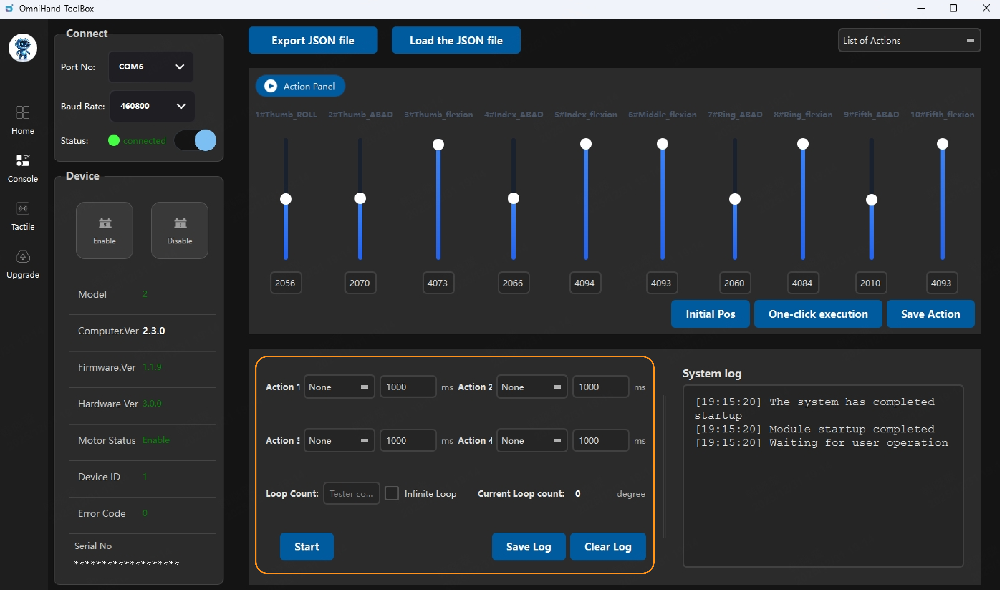 OmniHand-ToolBox
Home
Console
Tactile
Upgrade
Connect
Port No: COM6
Baud Rate: 460800
Status: connected
Device
Enable Disable
Model 2
Computer.Ver 2.3.0
Firmware.Ver 1.1.9
Hardware Ver 3.0.0
Motor Status Enable
Device ID 1
Error Code 0
Serial No
*******************
Export JSON file Load the JSON file List of Actions
Action Panel
1#Thumb_ROLL 2#Thumb_ABAD 3#Thumb_flexion 4#Index_ABAD 5#Index_flexion 6#Middle_flexion 7#Ring_ABAD 8#Ring_flexion 9#Fifth_ABAD 10#Fifth_flexion
2056 2070 4073 2066 4094 4093 2060 4084 2010 4093
Initial Pos One-click execution Save Action
Action 1 None 1000 ms Action 2 None 1000 ms
Action 3 None 1000 ms Action 4 None 1000 ms
Loop Count: Tester co... Infinite Loop Current Loop count: 0 degree
Start Save Log Clear Log
System log
[19:15:20] The system has completed
startup
[19:15:20] Module startup completed
[19:15:20] Waiting for user operation